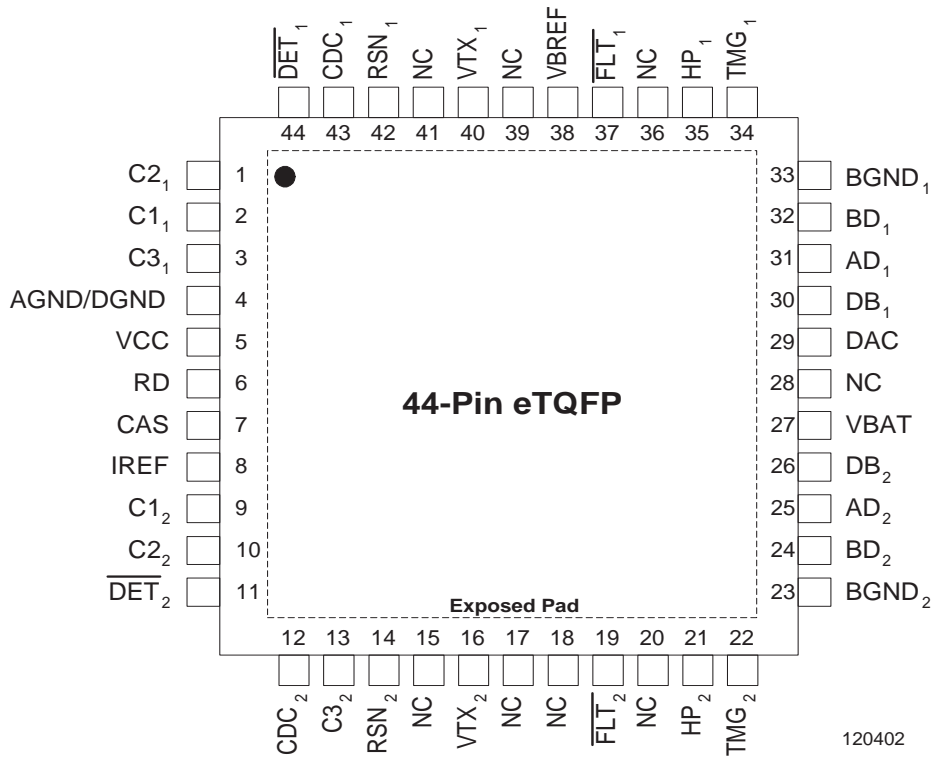 DET₁ CDC₁ RSN₁ NC VTX₁ NC VBREF FLT₁ NC HP₁ TMG₁
44 43 42 41 40 39 38 37 36 35 34
C2₁ 1 33 BGND₁
C1₁ 2 32 BD₁
C3₁ 3 31 AD₁
AGND/DGND 4 30 DB₁
VCC 5 29 DAC
RD 6 28 NC
CAS 7 27 VBAT
IREF 8 26 DB₂
C1₂ 9 25 AD₂
C2₂ 10 24 BD₂
DET₂ 11 23 BGND₂
44-Pin eTQFP
Exposed Pad
12 13 14 15 16 17 18 19 20 21 22
CDC₂ C3₂ RSN₂ NC VTX₂ NC NC FLT₂ NC HP₂ TMG₂
120402